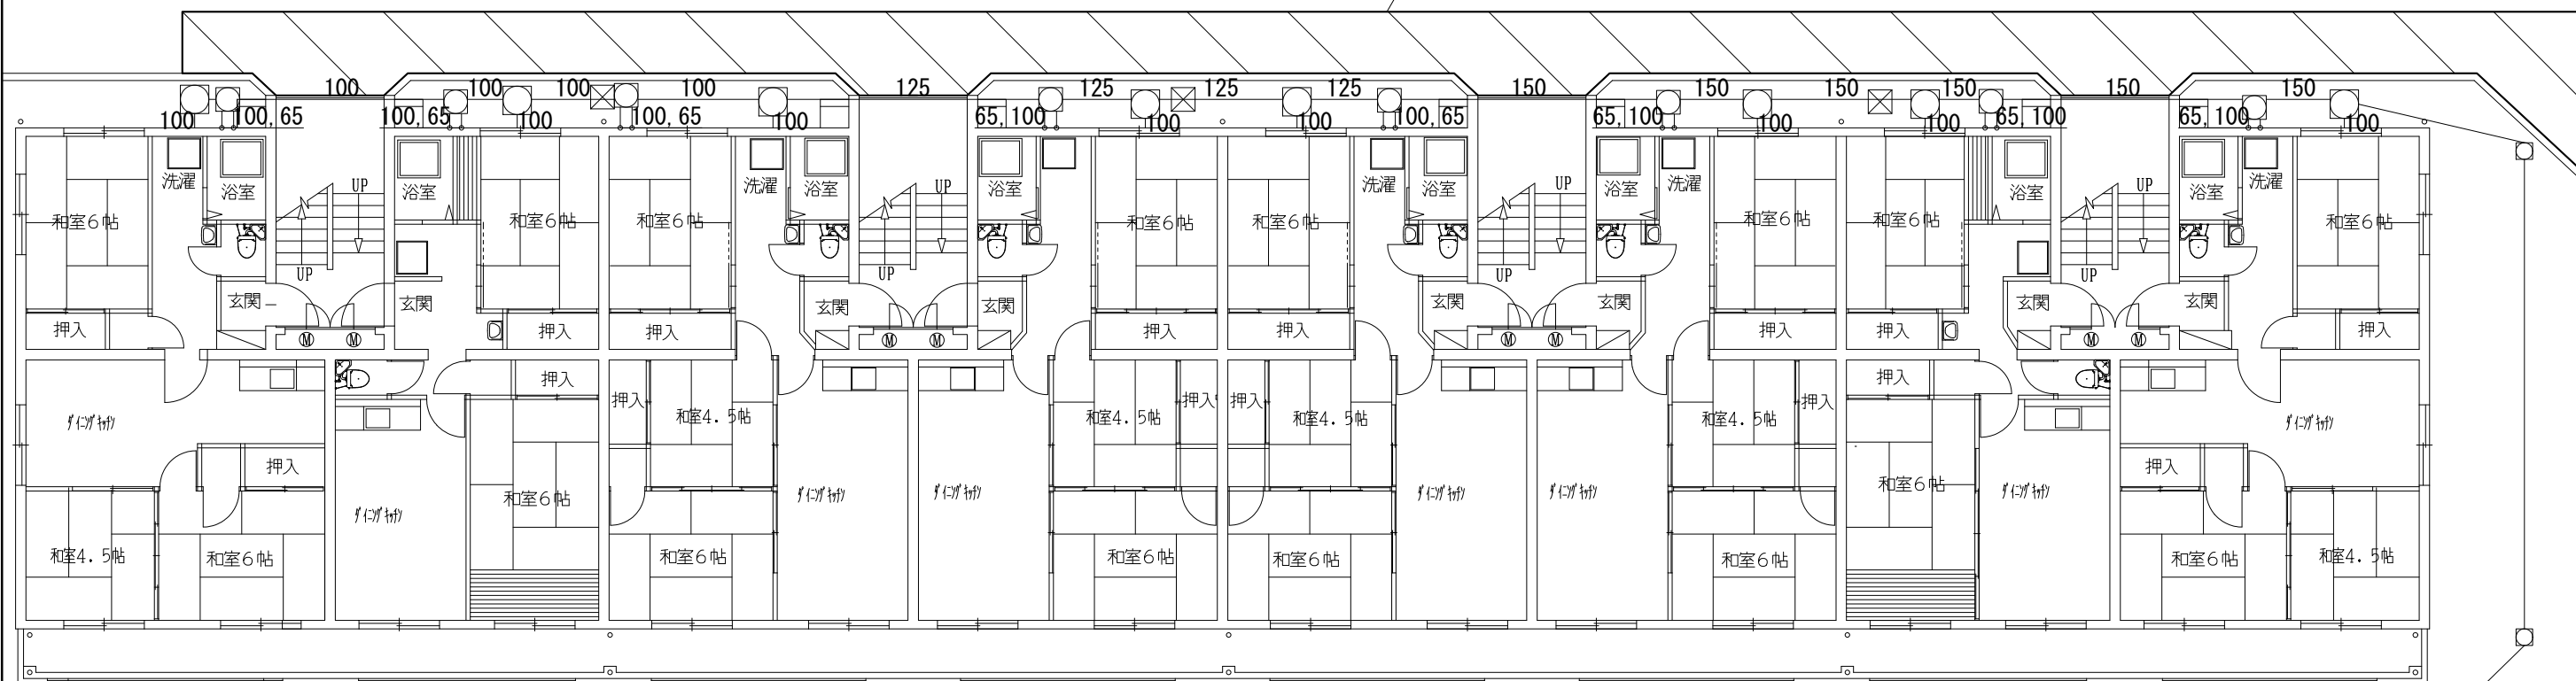 100 100 100 100 125 125 125 125 150 150 150 150 150 150
100 100,65 100,65 100 100,65 100 65,100 100 100 100,65 65,100 100 100 65,100 65,100 100
洗濯 浴室 UP 浴室 洗濯 浴室 UP 浴室 洗濯 浴室 UP 浴室 洗濯 浴室 UP 浴室 洗濯
和室6帖 和室6帖 和室6帖 和室6帖 和室6帖 和室6帖 和室6帖 和室6帖
UP UP UP UP
玄関 玄関 玄関 玄関 玄関 玄関 玄関 玄関
押入 押入 押入 押入 押入 押入 押入 押入
M M M M M M M M
押入 押入
押入 和室4.5帖 和室4.5帖 押入 押入 和室4.5帖 和室4.5帖 押入
ダイニングキッチン ダイニングキッチン
押入 押入
和室6帖 ダイニングキッチン ダイニングキッチン ダイニングキッチン ダイニングキッチン 和室6帖 ダイニングキッチン
ダイニングキッチン
和室4.5帖 和室6帖 和室6帖 和室6帖 和室6帖 和室6帖 和室6帖 和室4.5帖